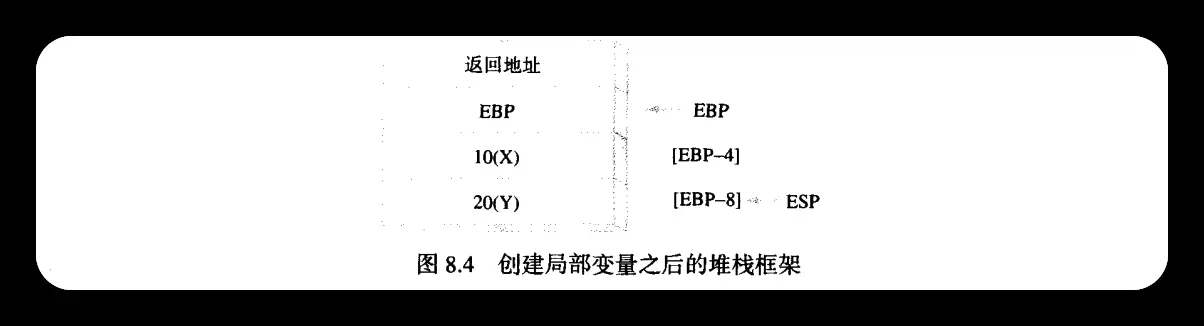 返回地址
EBP EBP
10(X) [EBP–4]
20(Y) [EBP–8] ESP
图 8.4 创建局部变量之后的堆栈框架